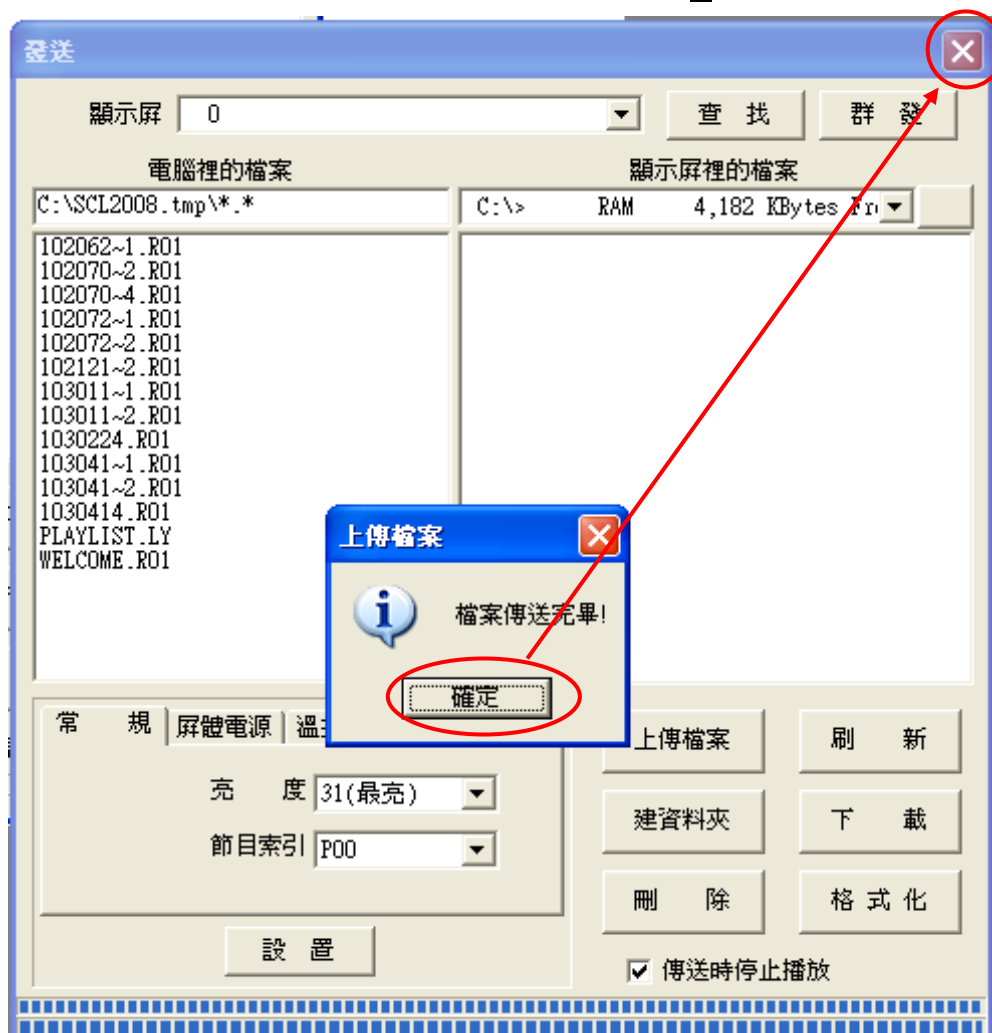 發送
顯示屏 0 查 找 群 發
電腦裡的檔案 顯示屏裡的檔案
C:\SCL2008.tmp\*.* C:\> RAM 4,182 KBytes
102062~1.R01
102070~2.R01
102070~4.R01
102072~1.R01
102072~2.R01
102121~2.R01
103011~1.R01
103011~2.R01
1030224.R01
103041~1.R01
103041~2.R01
1030414.R01
PLAYLIST.LY
WELCOME.R01
上傳檔案
檔案傳送完畢!
確定
常 規 屏體電源 溫
上傳檔案 刷 新
亮 度 31(最亮)
建資料夾 下 載
節目索引 P00
刪 除 格 式 化
設 置
傳送時停止播放